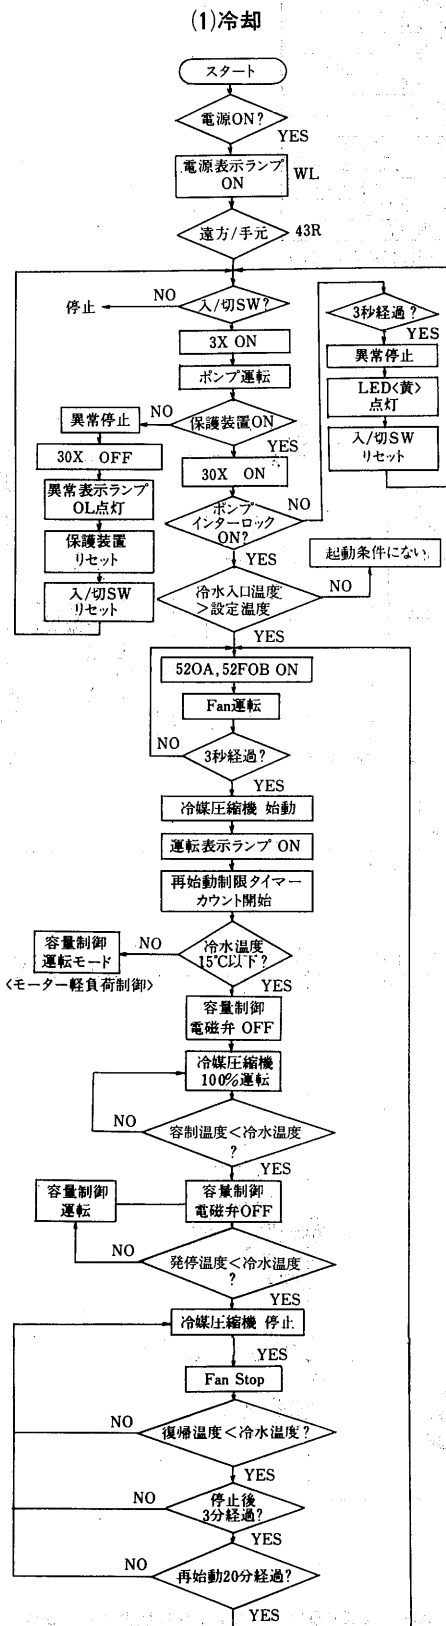 (1)冷却
スタート
電源ON?
YES
電源表示ランプ
ON
WL
遠方/手元
43R
入/切SW?
NO
停止
3X ON
ポンプ運転
保護装置ON
NO
異常停止
YES
30X OFF
異常表示ランプ
OL点灯
保護装置
リセット
入/切SW
リセット
30X ON
ポンプ
インターロック
ON?
NO
3秒経過?
YES
異常停止
LED<黄>
点灯
入/切SW
リセット
YES
冷水入口温度
>設定温度
NO
起動条件にない
YES
52OA,52FOB ON
Fan運転
3秒経過?
NO
YES
冷媒圧縮機 始動
運転表示ランプ ON
再始動制限タイマー
カウント開始
冷水温度
15℃以下?
NO
容量制御
運転モード
<モーター軽負荷制御>
YES
容量制御
電磁弁 OFF
冷媒圧縮機
100%運転
容制温度<冷水温度
?
NO
YES
容量制御
電磁弁OFF
容量制御
運転
発停温度<冷水温度
?
NO
YES
冷媒圧縮機 停止
YES
Fan Stop
復帰温度<冷水温度?
NO
YES
停止後
3分経過?
NO
YES
再始動20分経過?
NO
YES